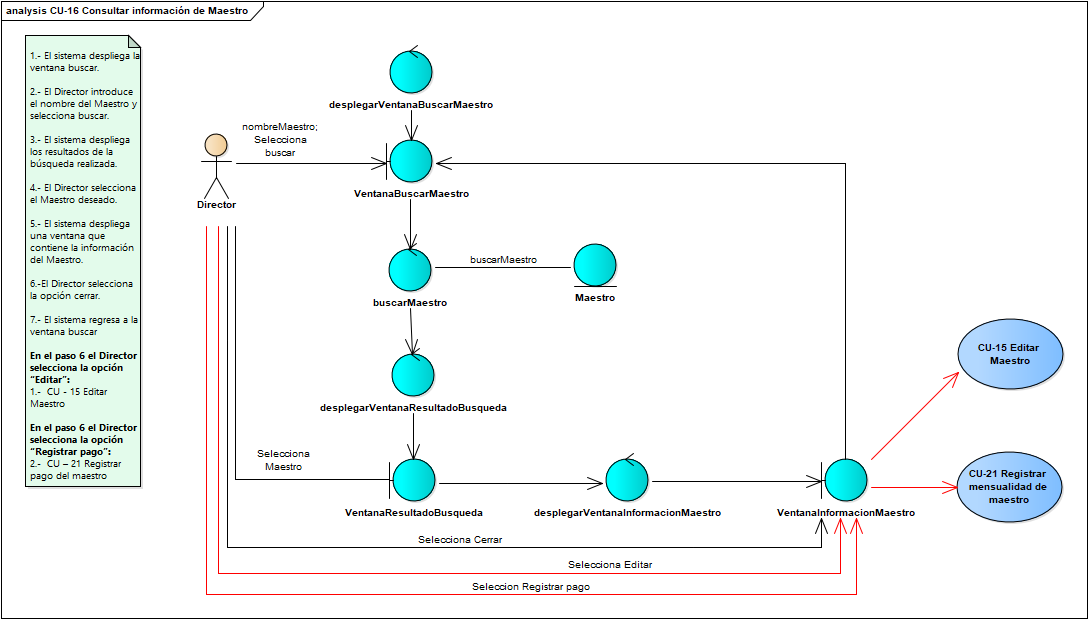 analysis CU-16 Consultar información de Maestro
1.- El sistema despliega la
ventana buscar.
2.- El Director introduce
el nombre del Maestro y
selecciona buscar.
3.- El sistema despliega
los resultados de la
búsqueda realizada.
4.- El Director selecciona
el Maestro deseado.
5.- El sistema despliega
una ventana que
contiene la información
del Maestro.
6.-El Director selecciona
la opción cerrar.
7.- El sistema regresa a la
ventana buscar
En el paso 6 el Director
selecciona la opción
“Editar”:
1.-  CU - 15 Editar
Maestro
En el paso 6 el Director
selecciona la opción
“Registrar pago”:
2.-  CU – 21 Registrar
pago del maestro
desplegarVentanaBuscarMaestro
nombreMaestro;
Selecciona
buscar
Director
VentanaBuscarMaestro
buscarMaestro
buscarMaestro
Maestro
desplegarVentanaResultadoBusqueda
CU-15 Editar
Maestro
Selecciona
Maestro
VentanaResultadoBusqueda
desplegarVentanaInformacionMaestro
VentanaInformacionMaestro
CU-21 Registrar
mensualidad de
maestro
Selecciona Cerrar
Selecciona Editar
Seleccion Registrar pago